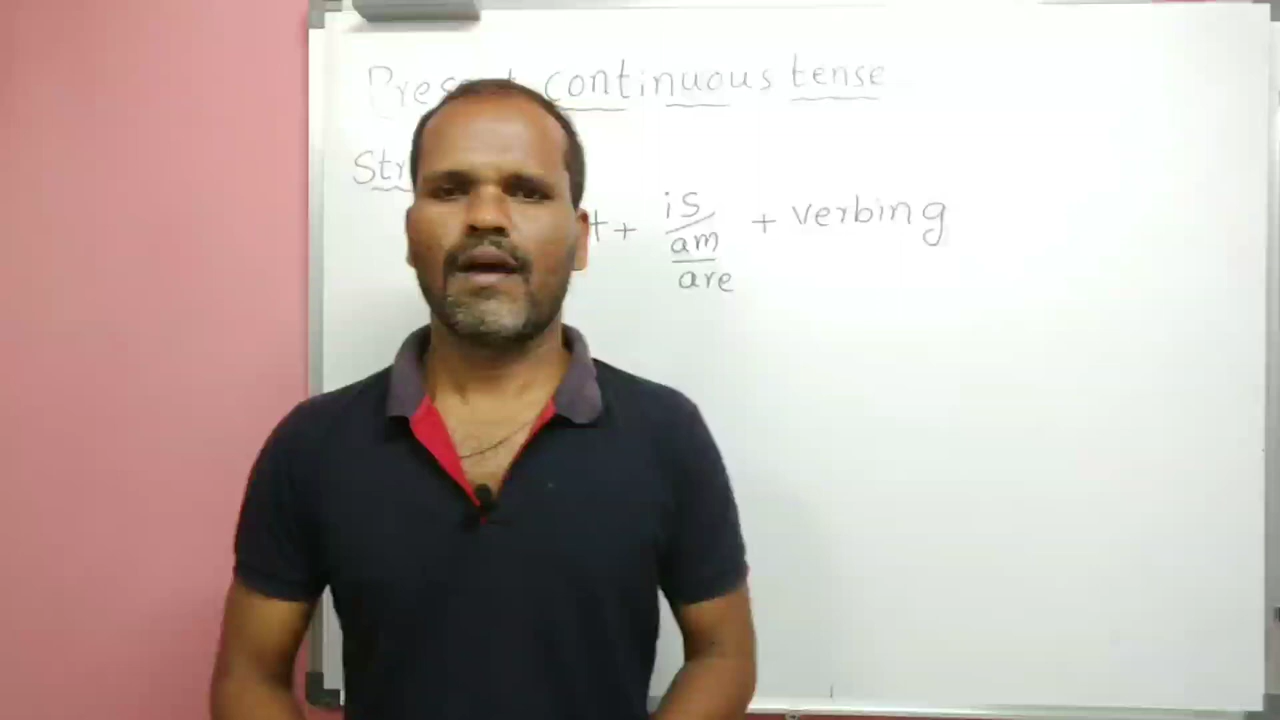 continuous tense
is
+ am + verbing
are